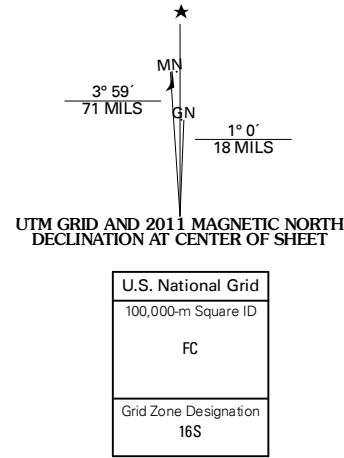 ★
MN
3° 59´
71 MILS
GN
1° 0´
18 MILS
UTM GRID AND 2011 MAGNETIC NORTH
DECLINATION AT CENTER OF SHEET
U.S. National Grid
100,000-m Square ID
FC
Grid Zone Designation
16S